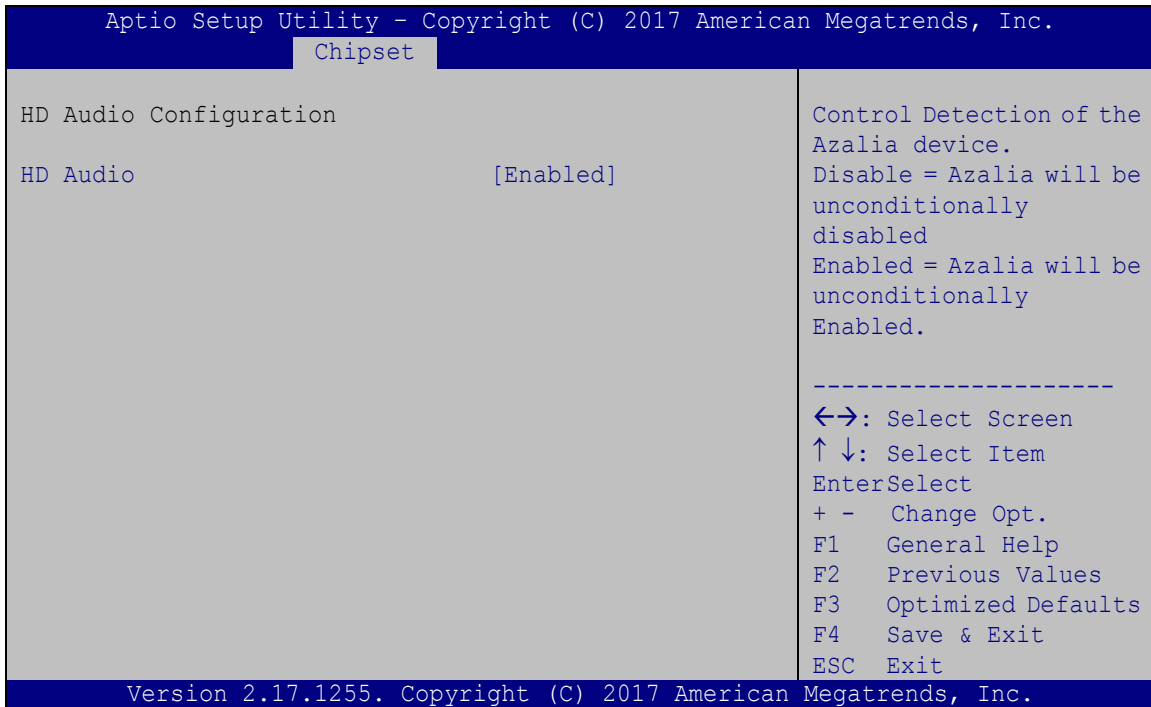 Aptio Setup Utility – Copyright (C) 2017 American Megatrends, Inc.
Chipset
HD Audio Configuration
HD Audio [Enabled]
Control Detection of the
Azalia device.
Disable = Azalia will be
unconditionally
disabled
Enabled = Azalia will be
unconditionally
Enabled.
---------------------
←→: Select Screen
↑ ↓: Select Item
EnterSelect
+ - Change Opt.
F1 General Help
F2 Previous Values
F3 Optimized Defaults
F4 Save & Exit
ESC Exit
Version 2.17.1255. Copyright (C) 2017 American Megatrends, Inc.